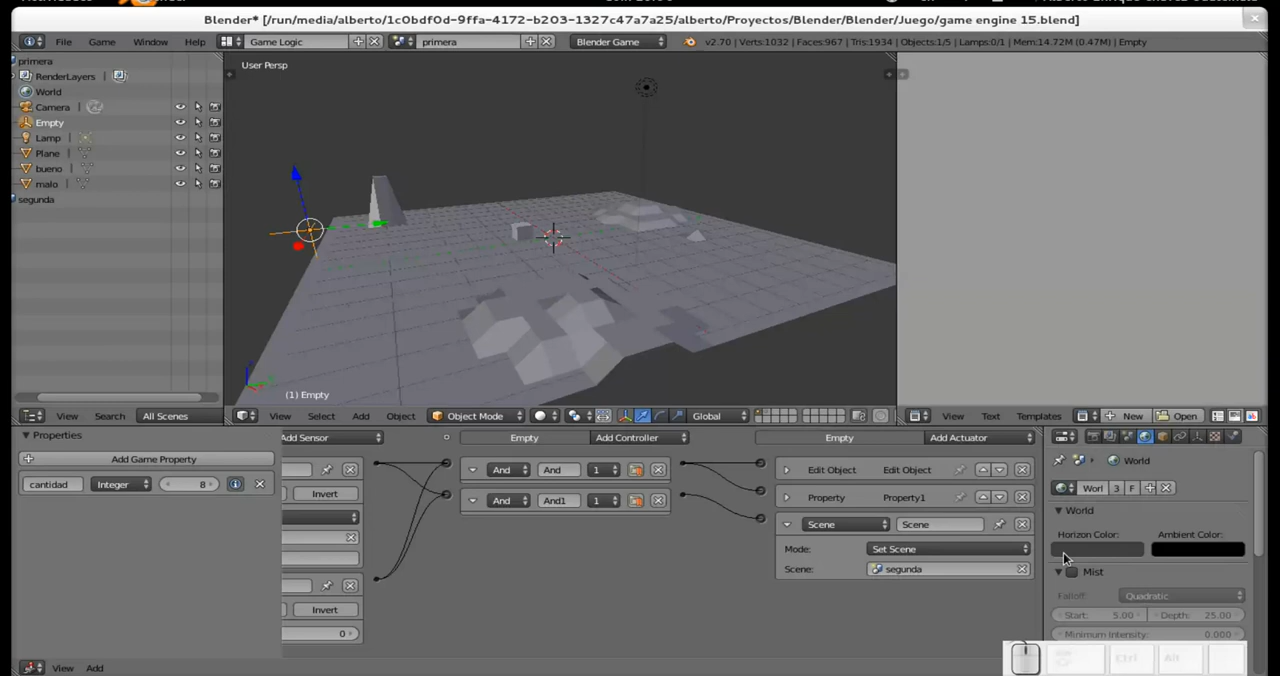 Blender* [/run/media/alberto/1c0bdf0d-9ffa-4172-b203-1327c47a7a25/alberto/Proyectos/Blender/Blender/Juego/game engine 15.blend]
File Game Window Help Game Logic primera Blender Game v2.70 | Verts:1032 | Faces:967 | Tris:1934 | Objects:1/5 | Lamps:0/1 | Mem:14.72M (0.47M) | Empty
primera
RenderLayers
World
Camera
Empty
Lamp
Plane
bueno
malo
segunda
User Persp
(1) Empty
View Search All Scenes
View Select Add Object Object Mode Global
View Text Templates New Open
Properties
Add Game Property
cantidad Integer 8
Add Sensor Empty Add Controller Empty Add Actuator
Invert
Invert
0
And And 1
And And1 1
Edit Object Edit Object
Property Property1
Scene Scene
Mode: Set Scene
Scene: segunda
World
Worl 3 F
World
Horizon Color: Ambient Color:
Mist
Falloff: Quadratic
Start: 5.00 Depth: 25.00
Minimum Intensity: 0.000
Ctrl Alt
View Add